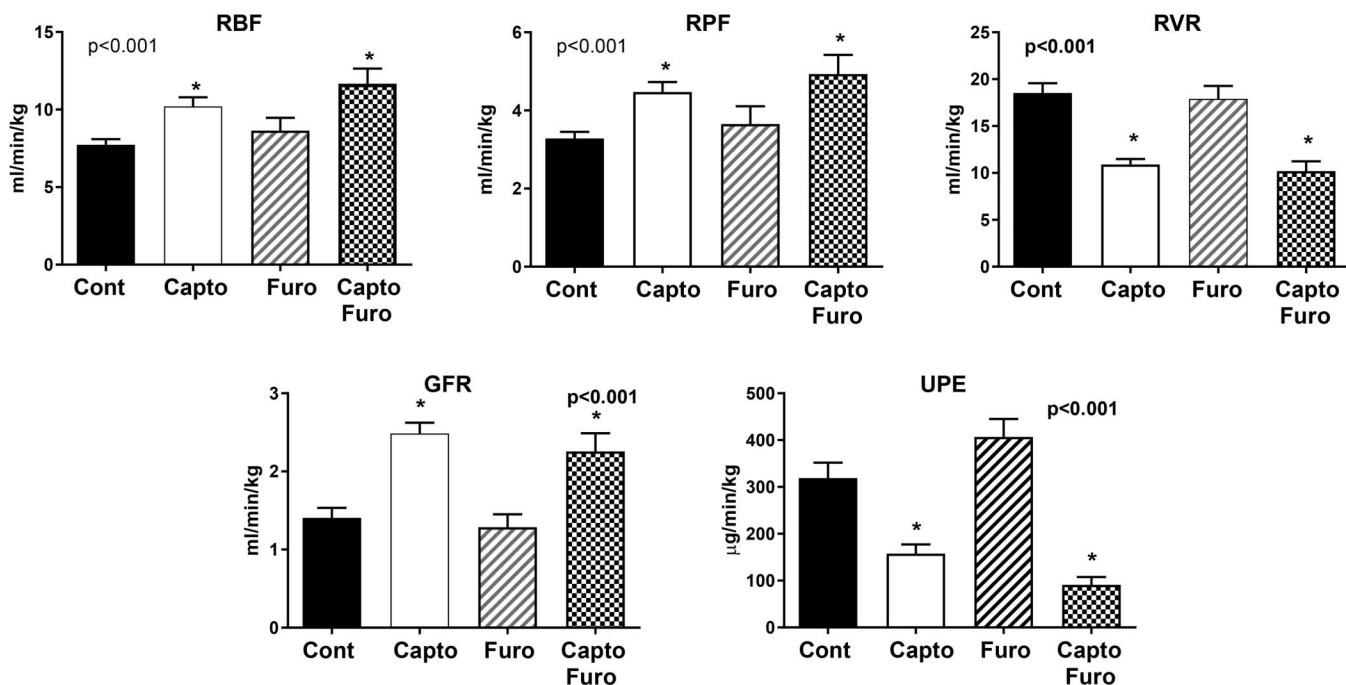 RBF
p<0.001
ml/min/kg
15
10
5
0
*
*
Cont Capto Furo Capto
Furo
RPF
p<0.001
ml/min/kg
6
4
2
0
*
*
Cont Capto Furo Capto
Furo
RVR
p<0.001
ml/min/kg
25
20
15
10
5
0
*
*
Cont Capto Furo Capto
Furo
GFR
p<0.001
ml/min/kg
3
2
1
0
*
*
Cont Capto Furo Capto
Furo
UPE
p<0.001
µg/min/kg
500
400
300
200
100
0
*
*
Cont Capto Furo Capto
Furo